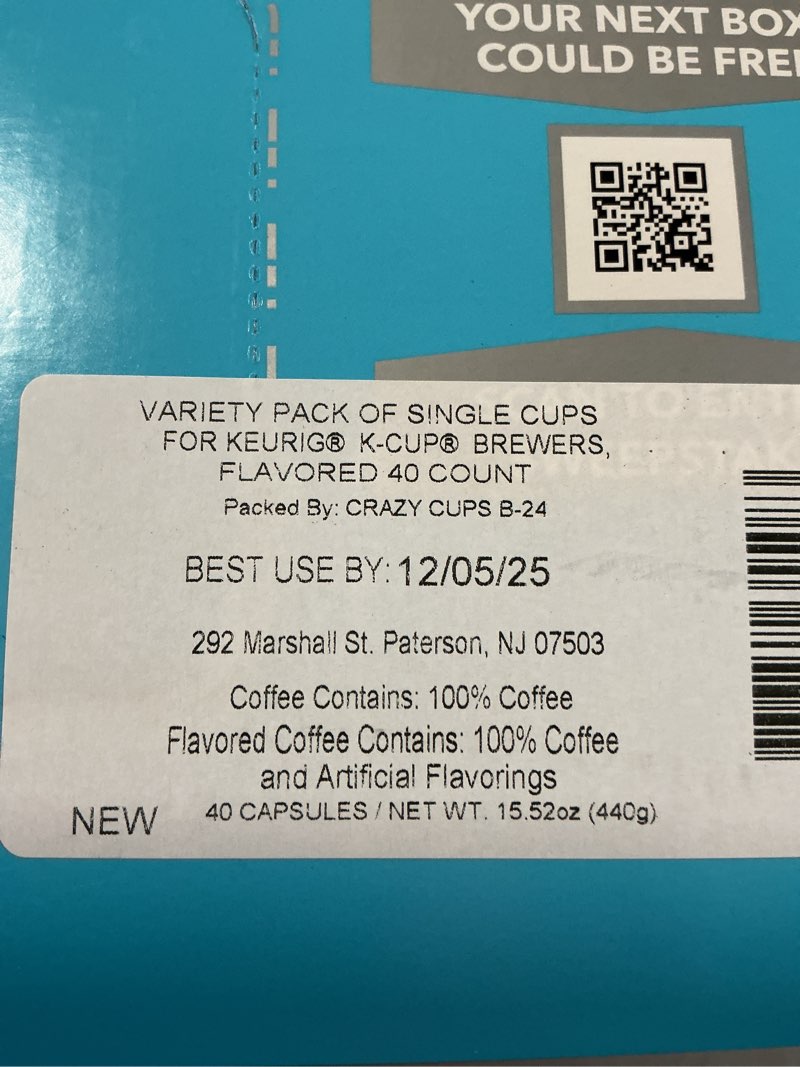 YOUR NEXT BOX
COULD BE
VARIETY PACK OF SINGLE CUPS
FOR KEURIG® K-CUP® BREWERS,
FLAVORED 40 COUNT
Packed By: CRAZY CUPS B-24
BEST USE BY: 12/05/25
292 Marshall St. Paterson, NJ 07503
Coffee Contains: 100% Coffee
Flavored Coffee Contains: 100% Coffee
and Artificial Flavorings
NEW 40 CAPSULES / NET WT. 15.52oz (440g)